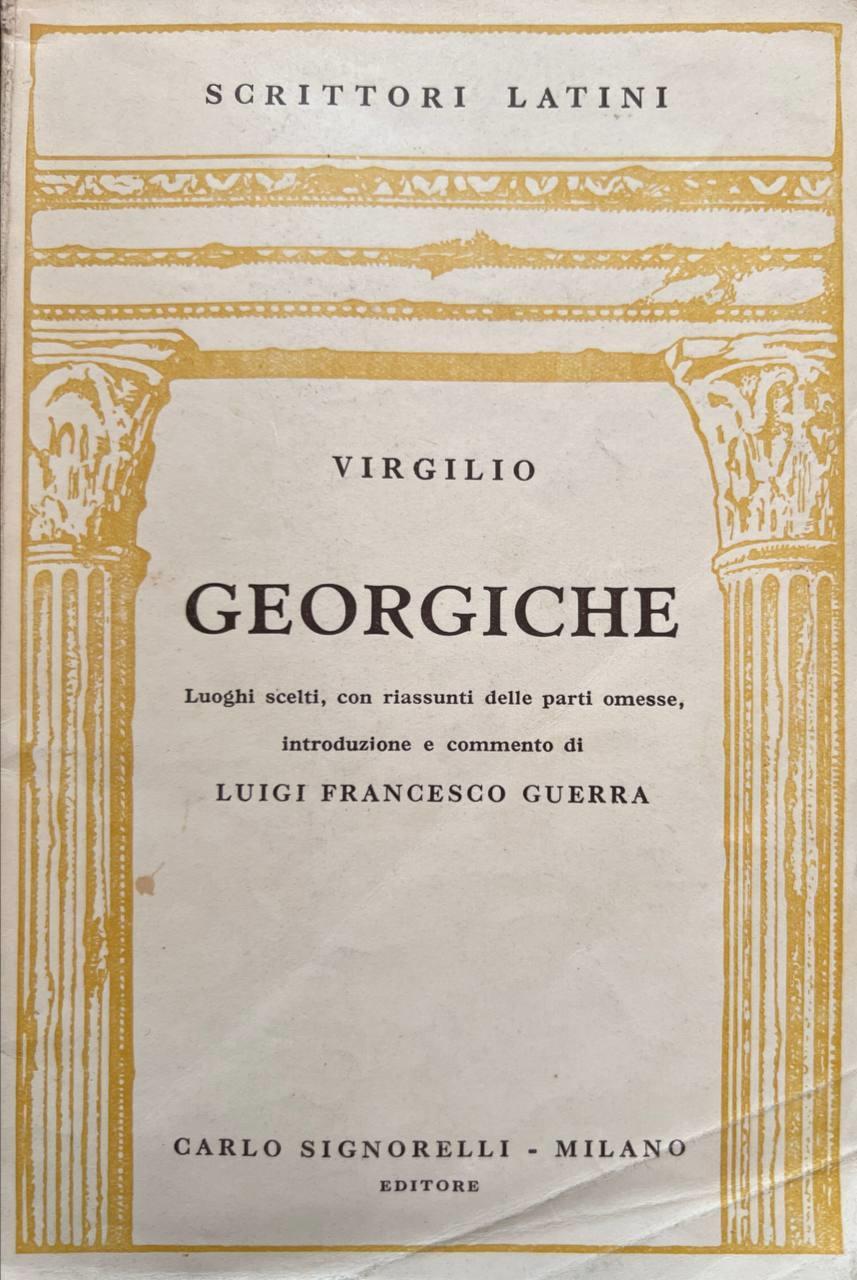 SCRITTORI LATINI
VIRGILIO
GEORGICHE
Luoghi scelti, con riassunti delle parti omesse,
introduzione e commento di
LUIGI FRANCESCO GUERRA
CARLO SIGNORELLI - MILANO
EDITORE